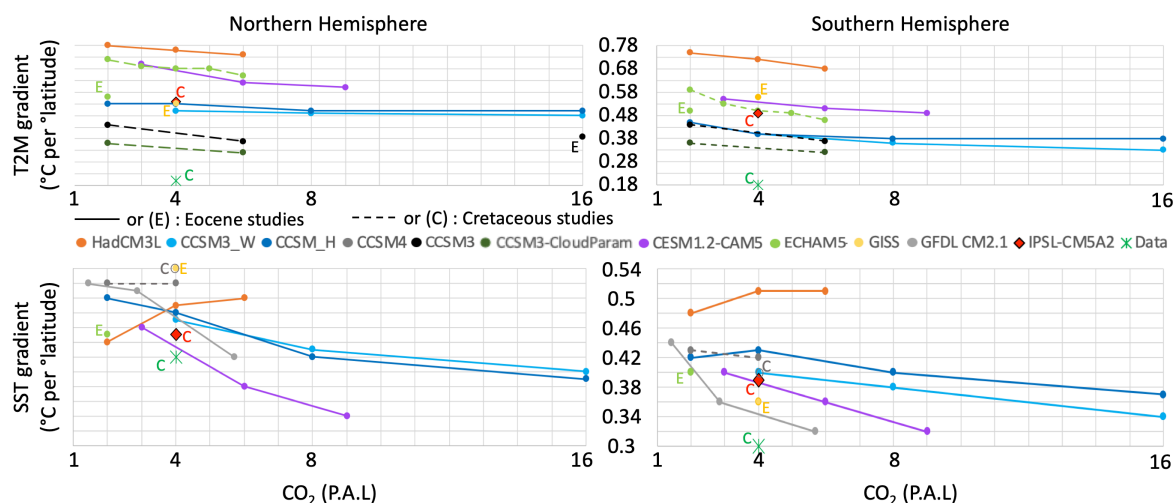 Northern Hemisphere
Southern Hemisphere
T2M gradient
(°C per °latitude)
E
C
E
E
C
0.78
0.68
0.58
0.48
0.38
0.28
0.18
E
E
C
C
1
4
8
16
1
4
8
16
or (E) : Eocene studies
or (C) : Cretaceous studies
HadCM3L
CCSM3_W
CCSM_H
CCSM4
CCSM3
CCSM3-CloudParam
CESM1.2-CAM5
ECHAM5
GISS
GFDL CM2.1
IPSL-CM5A2
Data
SST gradient
(°C per °latitude)
C
E
E
C
C
0.54
0.5
0.46
0.42
0.38
0.34
0.3
C
E
C
E
C
1
4
8
16
1
4
8
16
CO2 (P.A.L)
CO2 (P.A.L)